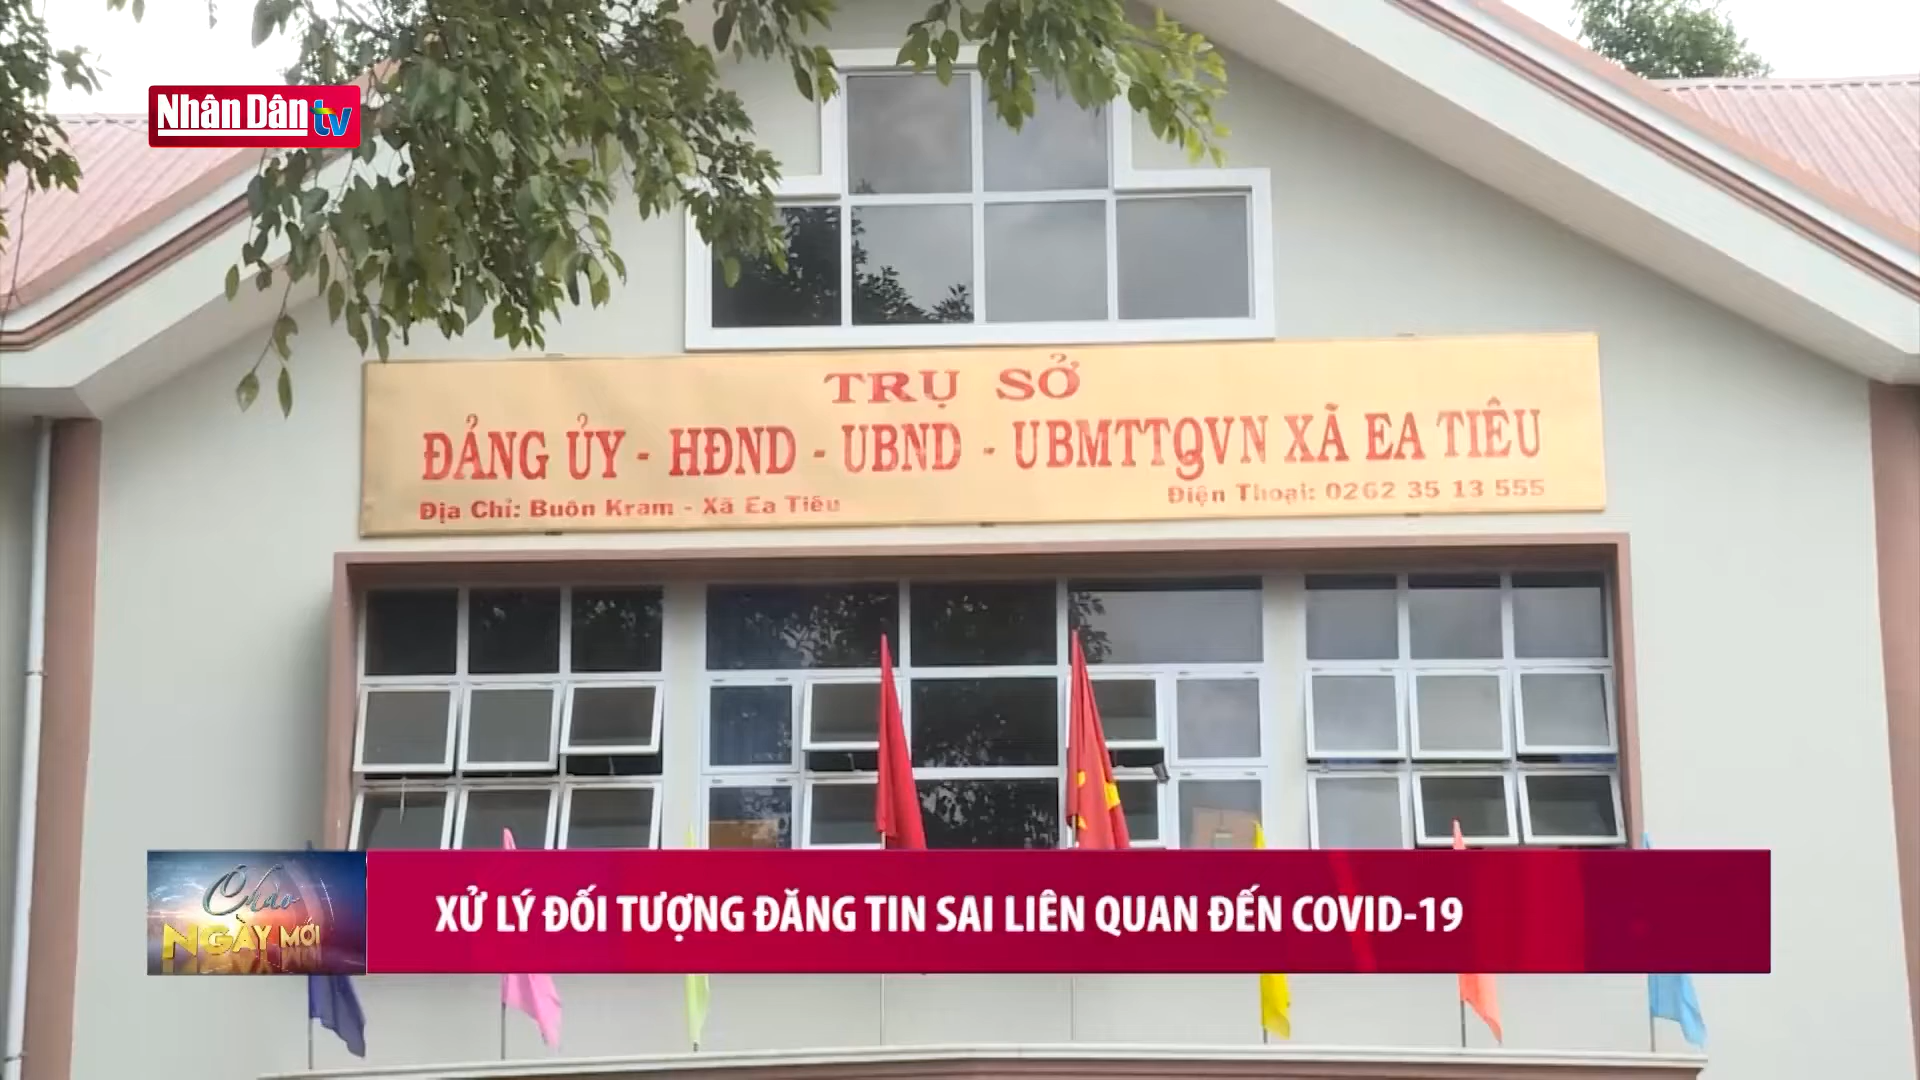 Nhân Dân tv
TRỤ SỞ
ĐẢNG ỦY - HĐND - UBND - UBMTTQVN XÃ EA TIÊU
Địa Chỉ: Buôn Kram - Xã Ea Tiêu
Điện Thoại: 0262 35 13 555
Chào
NGÀY MỚI
XỬ LÝ ĐỐI TƯỢNG ĐĂNG TIN SAI LIÊN QUAN ĐẾN COVID-19